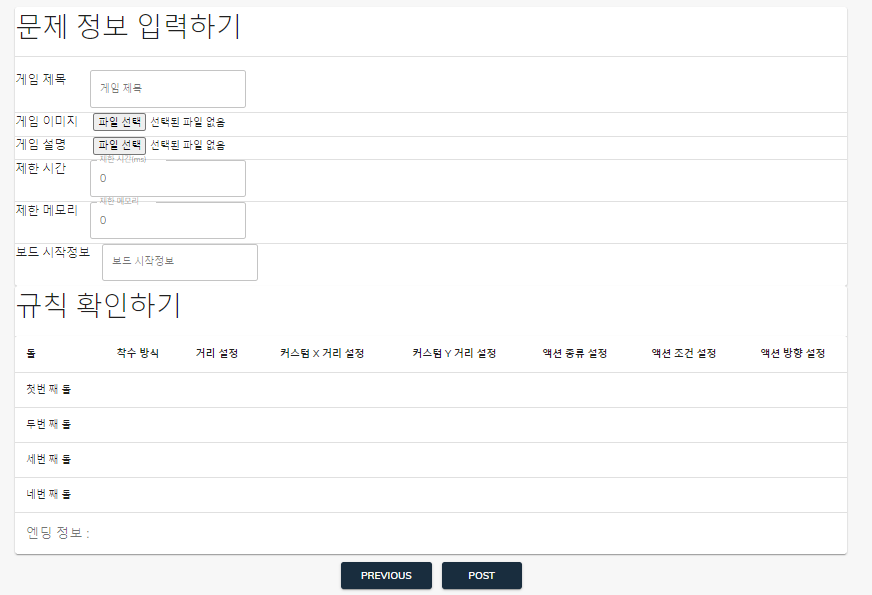 문제 정보 입력하기
게임 제목 게임 제목
게임 이미지 파일 선택 선택된 파일 없음
게임 설명 파일 선택 선택된 파일 없음
제한 시간(ms)
제한 시간 0
제한 메모리
제한 메모리 0
보드 시작정보 보드 시작정보
규칙 확인하기
돌 착수 방식 거리 설정 커스텀 X 거리 설정 커스텀 Y 거리 설정 액션 종류 설정 액션 조건 설정 액션 방향 설정
첫번 째 돌
두번 째 돌
세번 째 돌
네번 째 돌
엔딩 정보 :
PREVIOUS POST